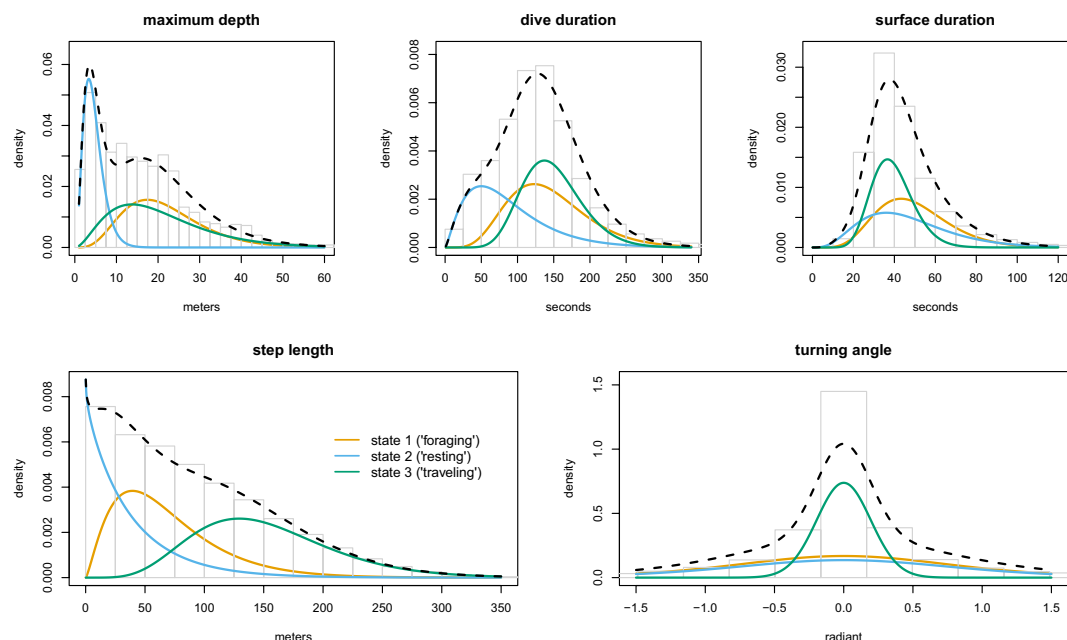 maximum depth
density
0.00
0.02
0.04
0.06
0 10 20 30 40 50 60
meters
dive duration
density
0.000
0.002
0.004
0.006
0.008
0 50 100 150 200 250 300 350
seconds
surface duration
density
0.000
0.010
0.020
0.030
0 20 40 60 80 100 120
seconds
step length
density
0.000
0.002
0.004
0.006
0.008
state 1 ('foraging')
state 2 ('resting')
state 3 ('traveling')
0 50 100 150 200 250 300 350
meters
turning angle
density
0.0
0.5
1.0
1.5
−1.5 −1.0 −0.5 0.0 0.5 1.0 1.5
radiant